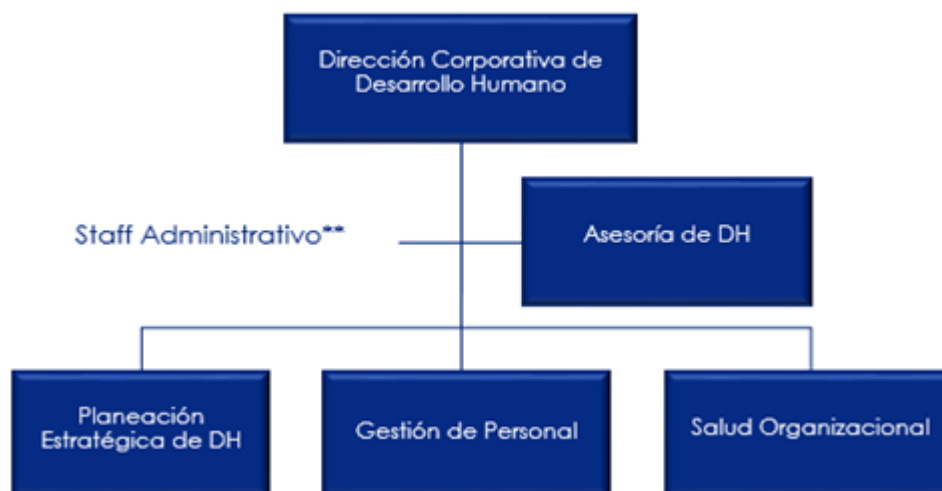 Dirección Corporativa de
Desarrollo Humano
Staff Administrativo**
Asesoría de DH
Planeación
Estratégica de DH
Gestión de Personal
Salud Organizacional